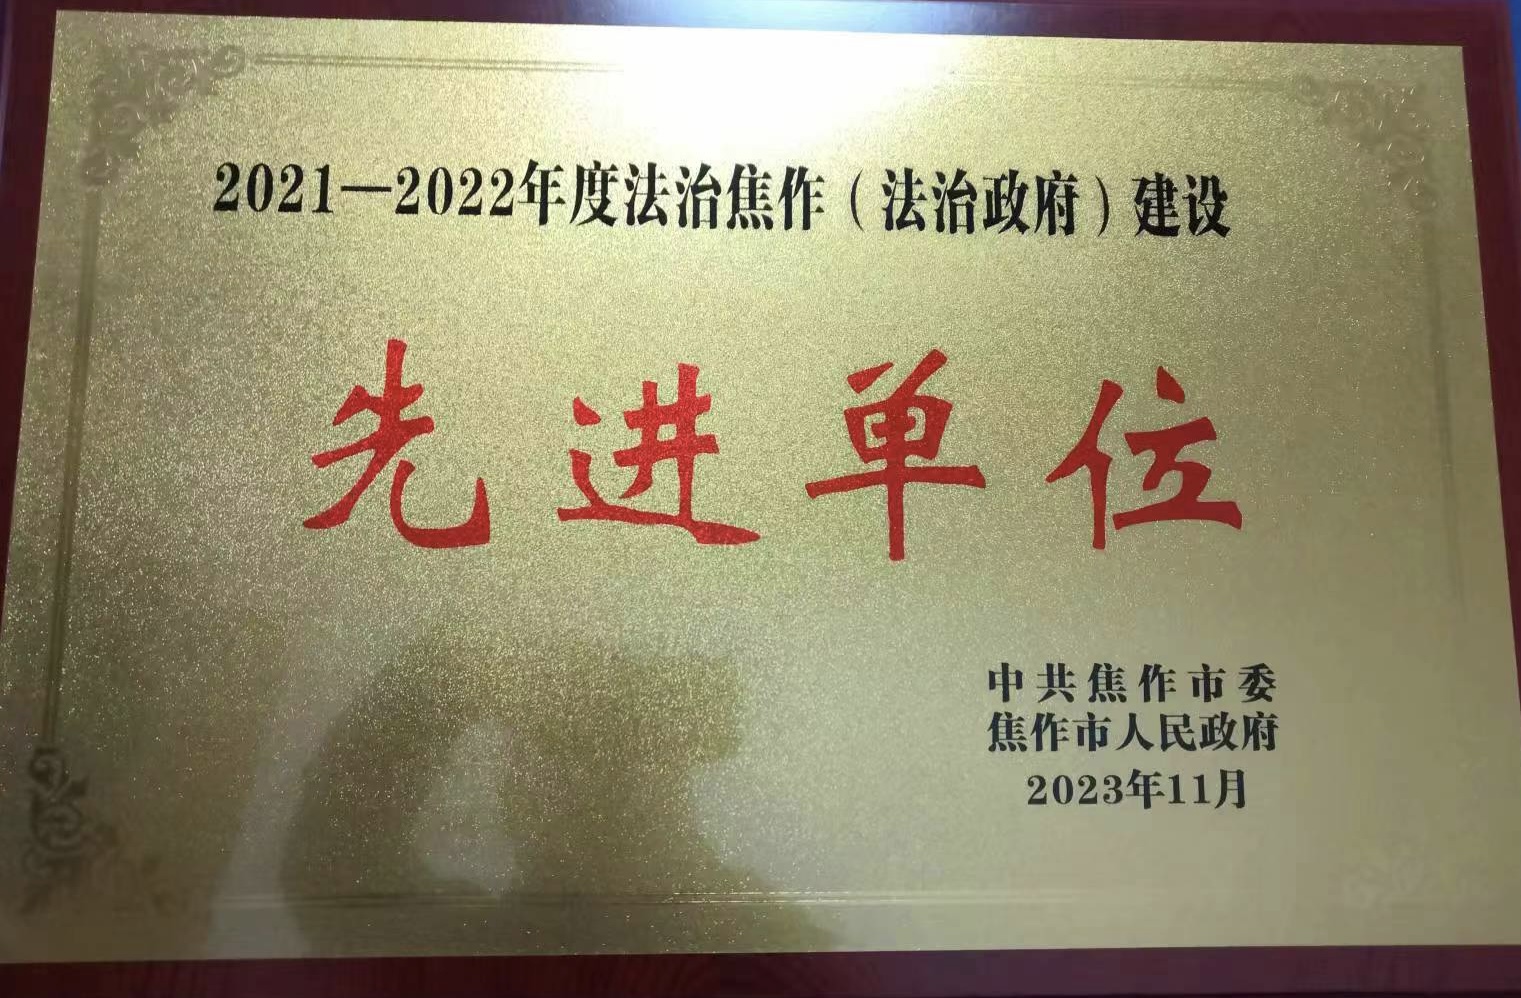 2021—2022年度法治焦作（法治政府）建设
先进单位
中共焦作市委
焦作市人民政府
2023年11月